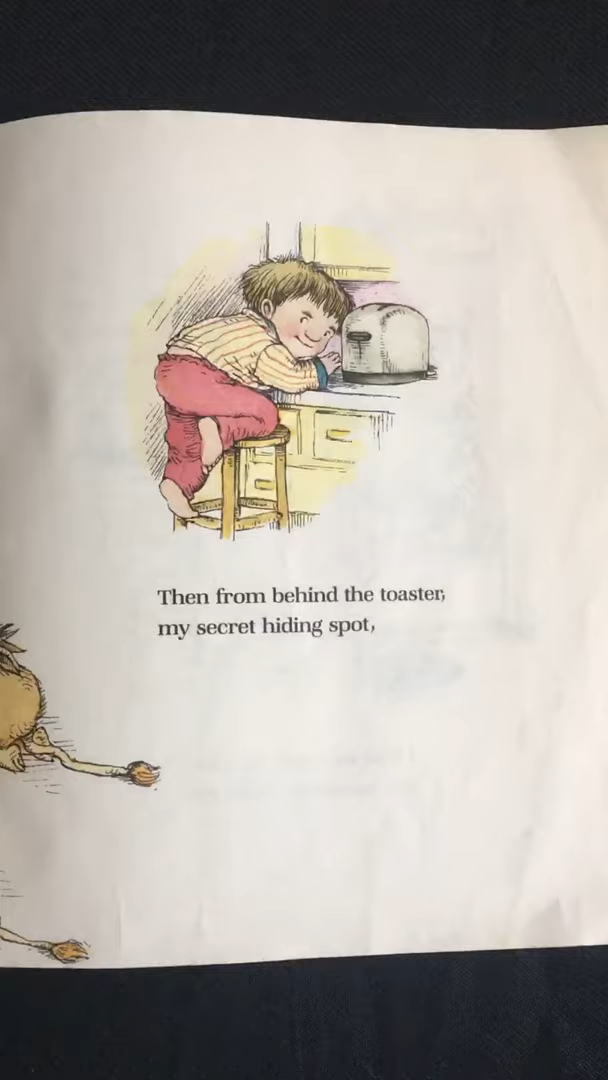 Then from behind the toaster,
my secret hiding spot,